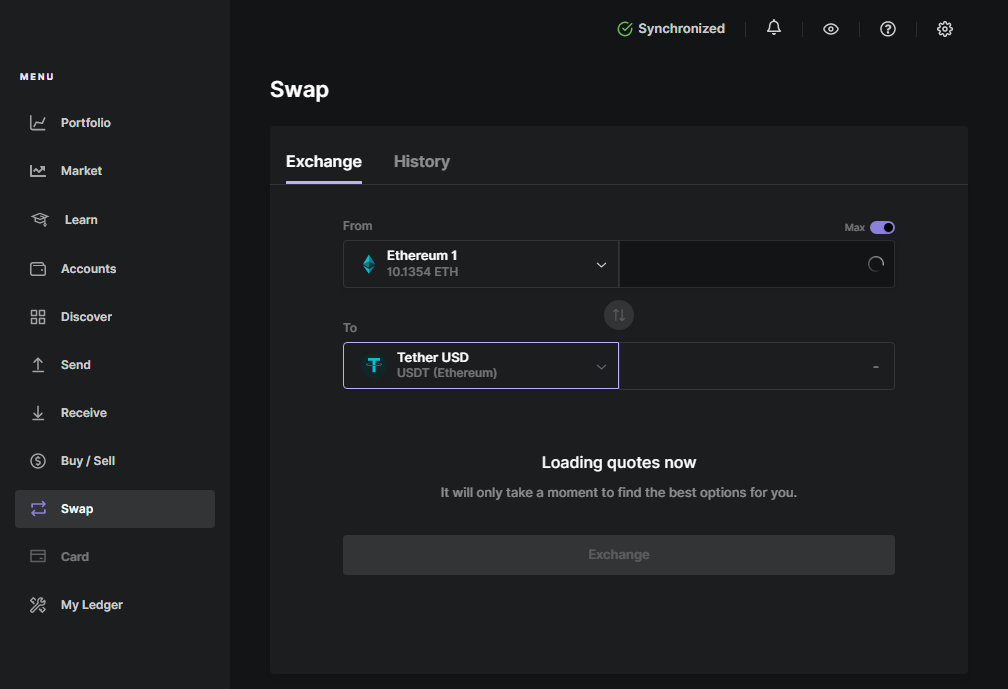 Synchronized
MENU
Portfolio
Market
Learn
Accounts
Discover
Send
Receive
Buy / Sell
Swap
Card
My Ledger
Swap
Exchange History
From Max
Ethereum 1
10.1354 ETH
To
Tether USD
USDT (Ethereum)
-
Loading quotes now
It will only take a moment to find the best options for you.
Exchange